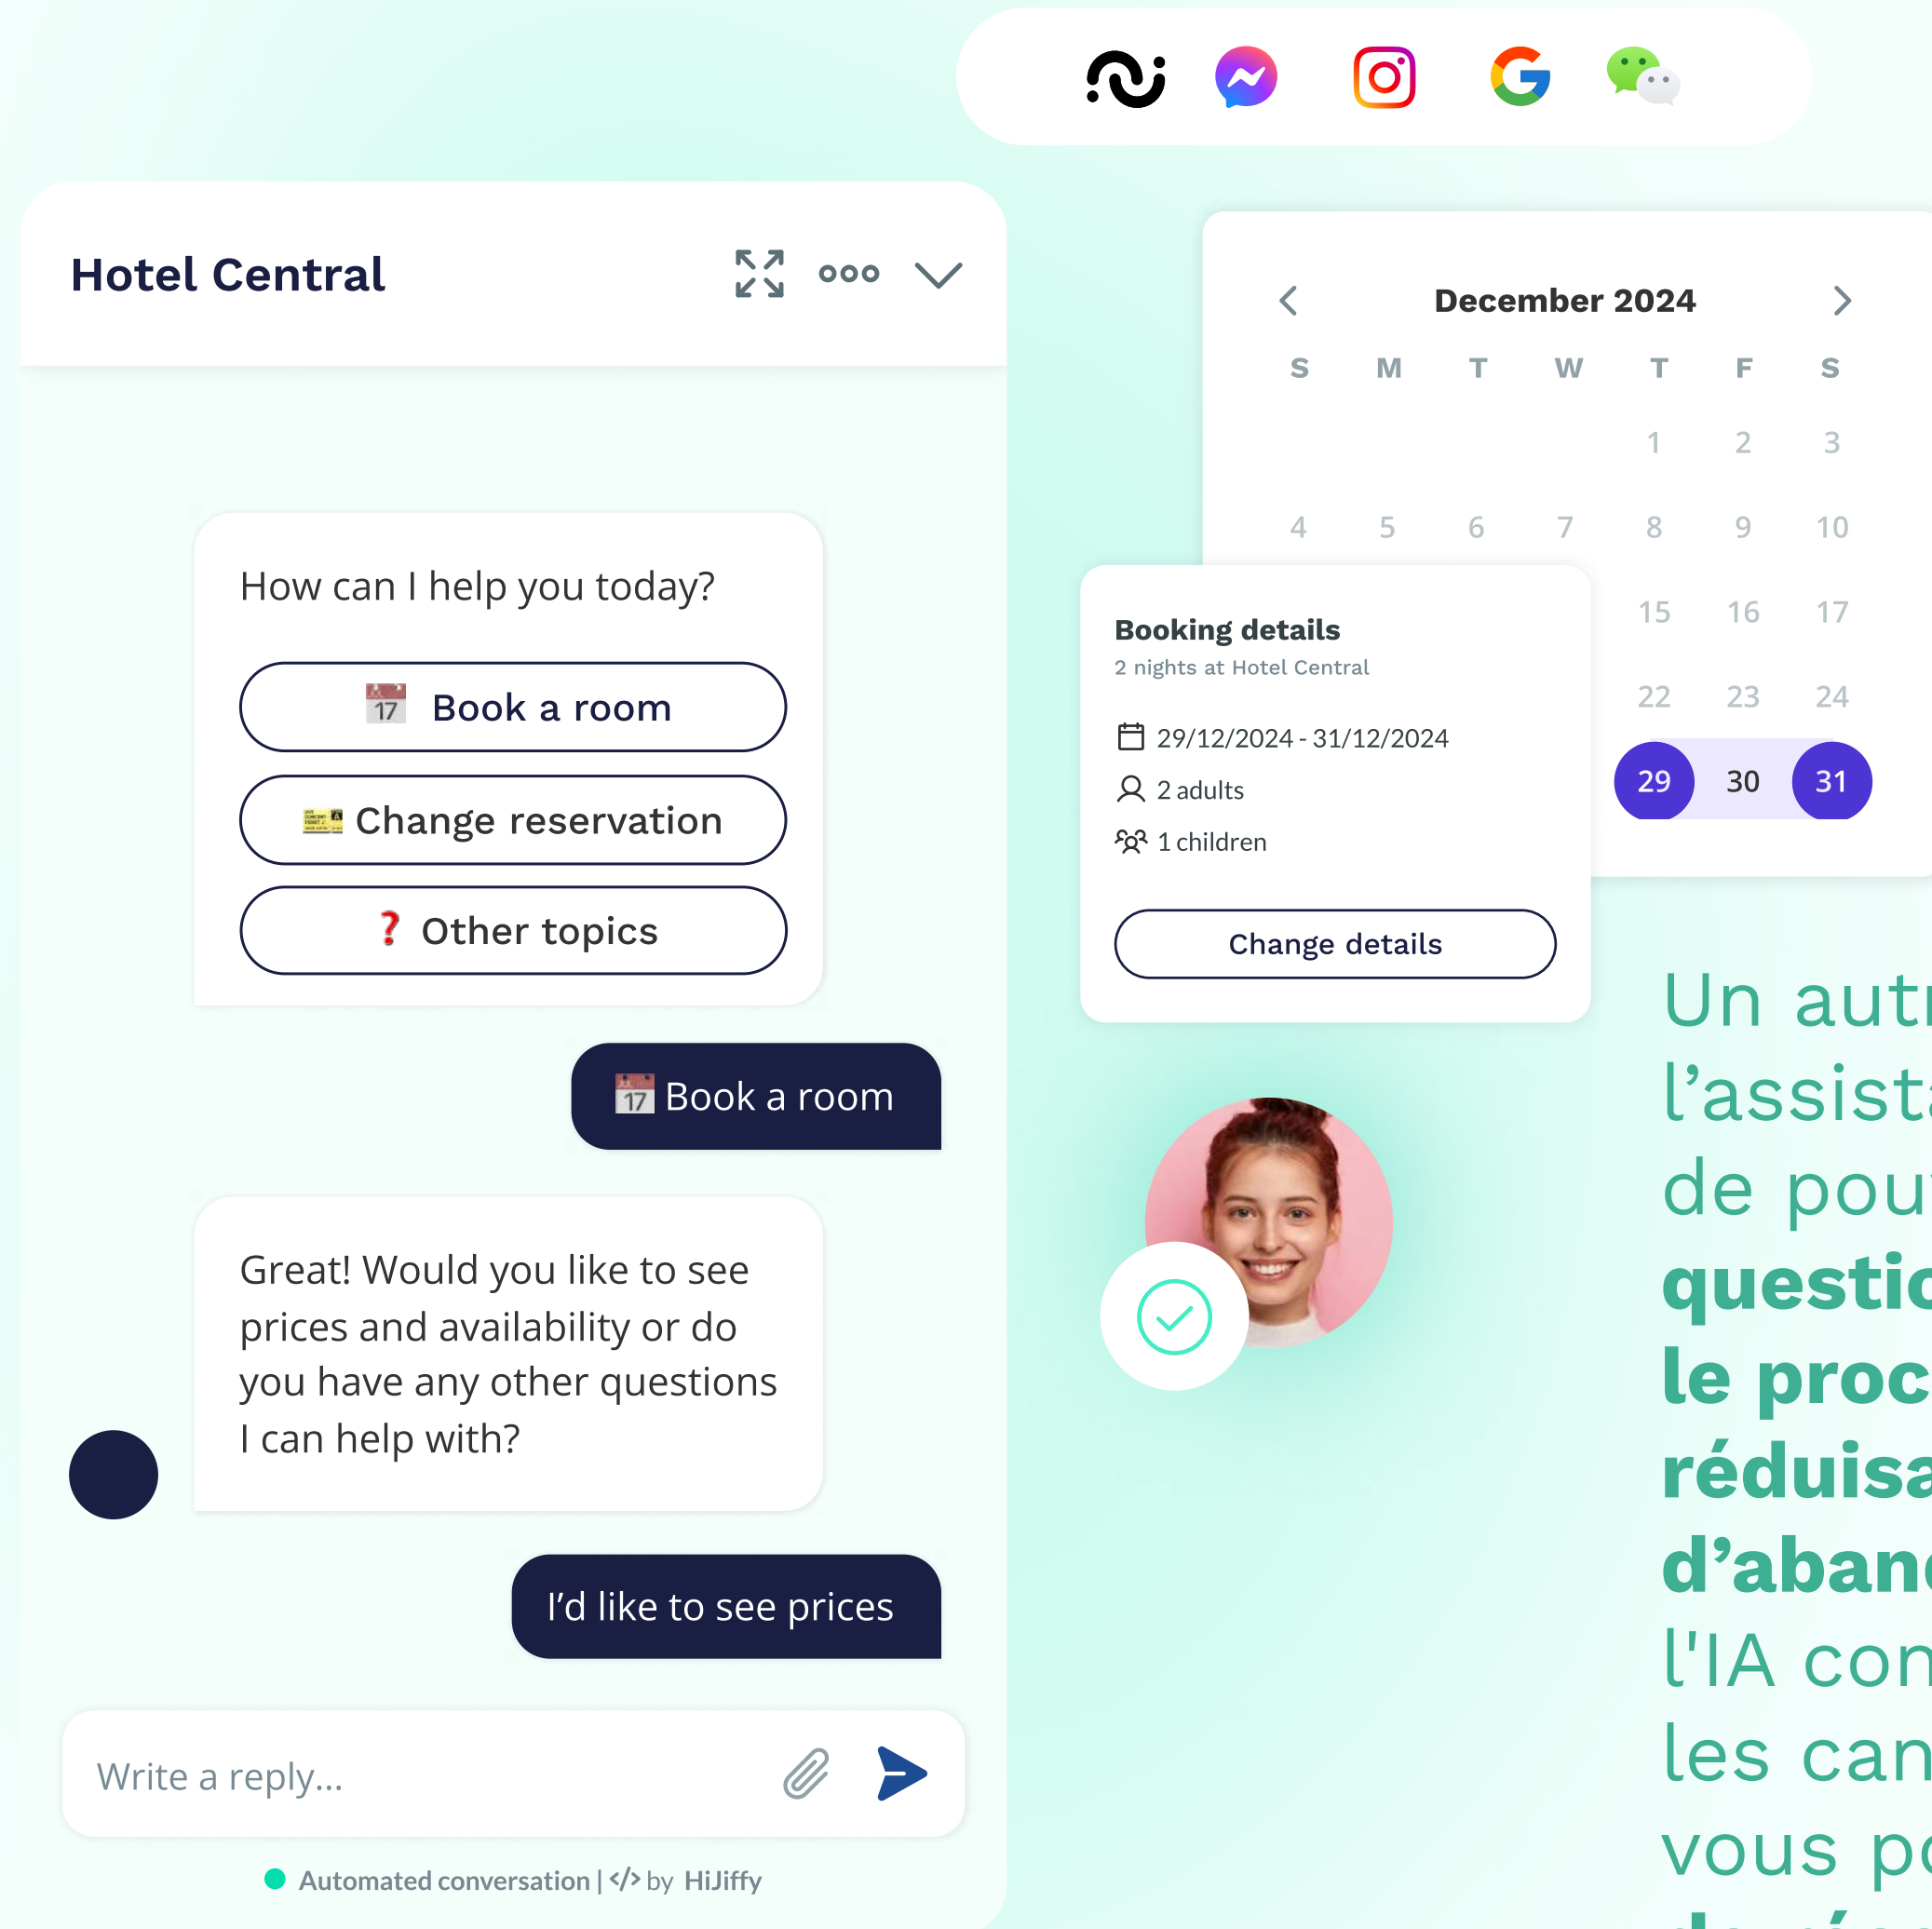 Hotel Central
How can I help you today?
17 Book a room
Change reservation
❓ Other topics
17 Book a room
Great! Would you like to see
prices and availability or do
you have any other questions
I can help with?
I’d like to see prices
Write a reply...
Automated conversation | </> by HiJiffy
December 2024
S M T W T F S
1 2 3
4 5 6 7 8 9 10
15 16 17
22 23 24
29 30 31
Booking details
2 nights at Hotel Central
29/12/2024 - 31/12/2024
2 adults
1 children
Change details
Un
de
le
l'IA
les
vous